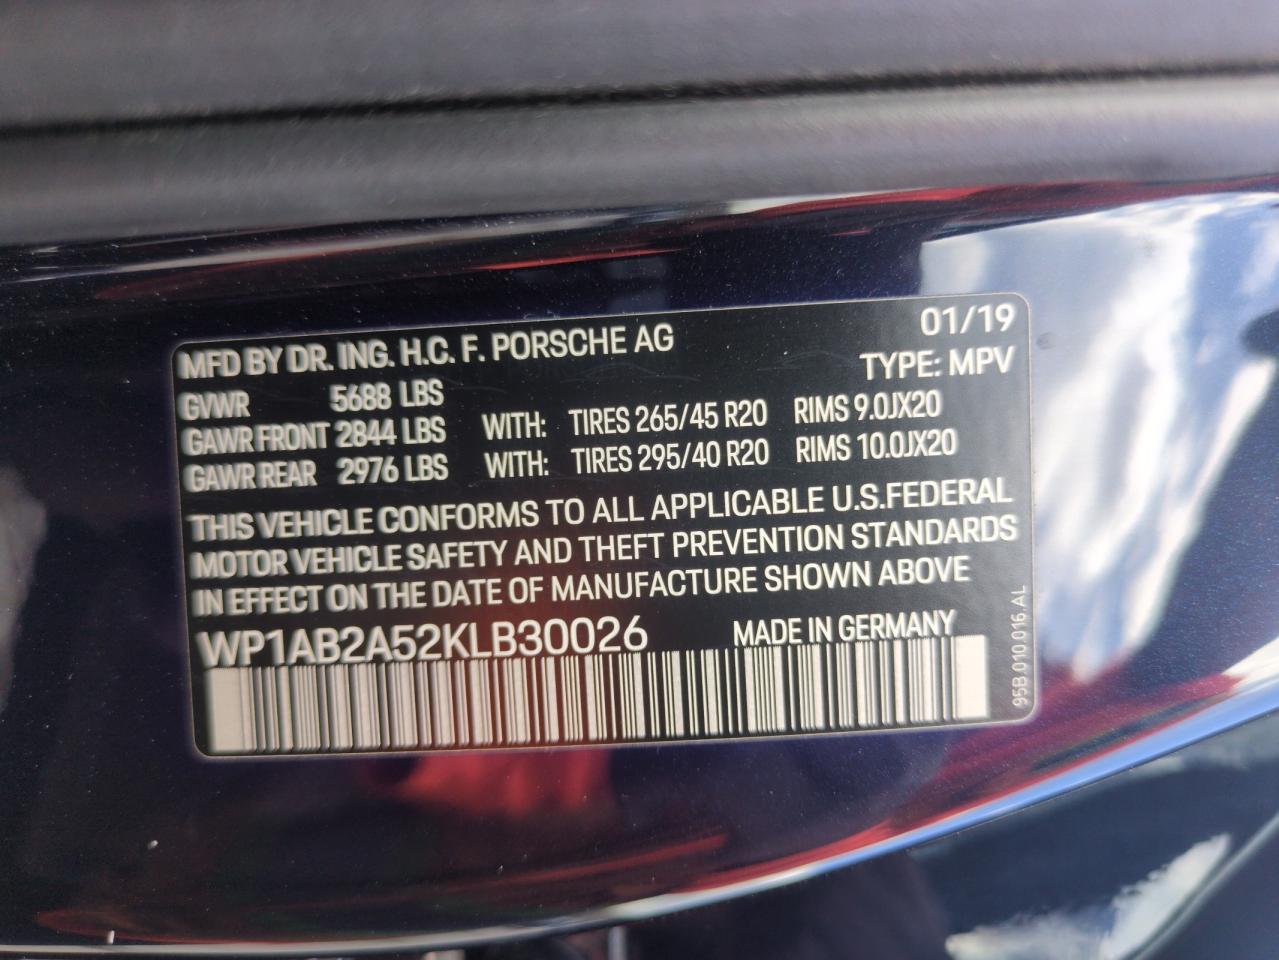 01/19
MFD BY DR. ING. H.C. F. PORSCHE AG
TYPE: MPV
GVWR 5688 LBS
GAWR FRONT 2844 LBS WITH: TIRES 265/45 R20 RIMS 9.0JX20
GAWR REAR 2976 LBS WITH: TIRES 295/40 R20 RIMS 10.0JX20
THIS VEHICLE CONFORMS TO ALL APPLICABLE U.S.FEDERAL
MOTOR VEHICLE SAFETY AND THEFT PREVENTION STANDARDS
IN EFFECT ON THE DATE OF MANUFACTURE SHOWN ABOVE
WP1AB2A52KLB30026 MADE IN GERMANY
95B.010.016.AL